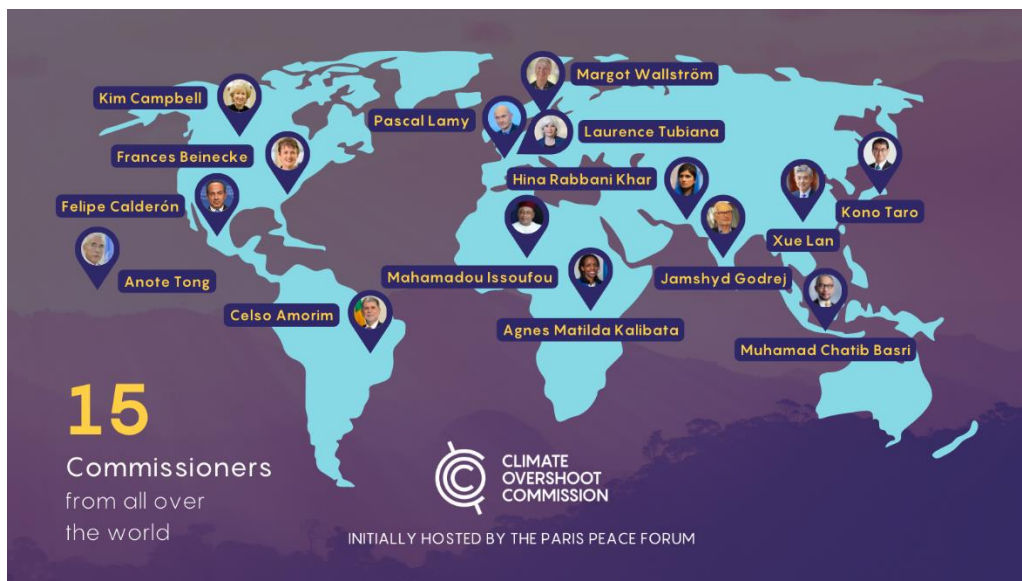 Margot Wallström
Kim Campbell
Pascal Lamy
Laurence Tubiana
Frances Beinecke
Hina Rabbani Khar
Felipe Calderón
Kono Taro
Xue Lan
Anote Tong
Mahamadou Issoufou
Jamshyd Godrej
Celso Amorim
Agnes Matilda Kalibata
Muhamad Chatib Basri
15
Commissioners
from all over
the world
CLIMATE
OVERSHOOT
COMMISSION
INITIALLY HOSTED BY THE PARIS PEACE FORUM